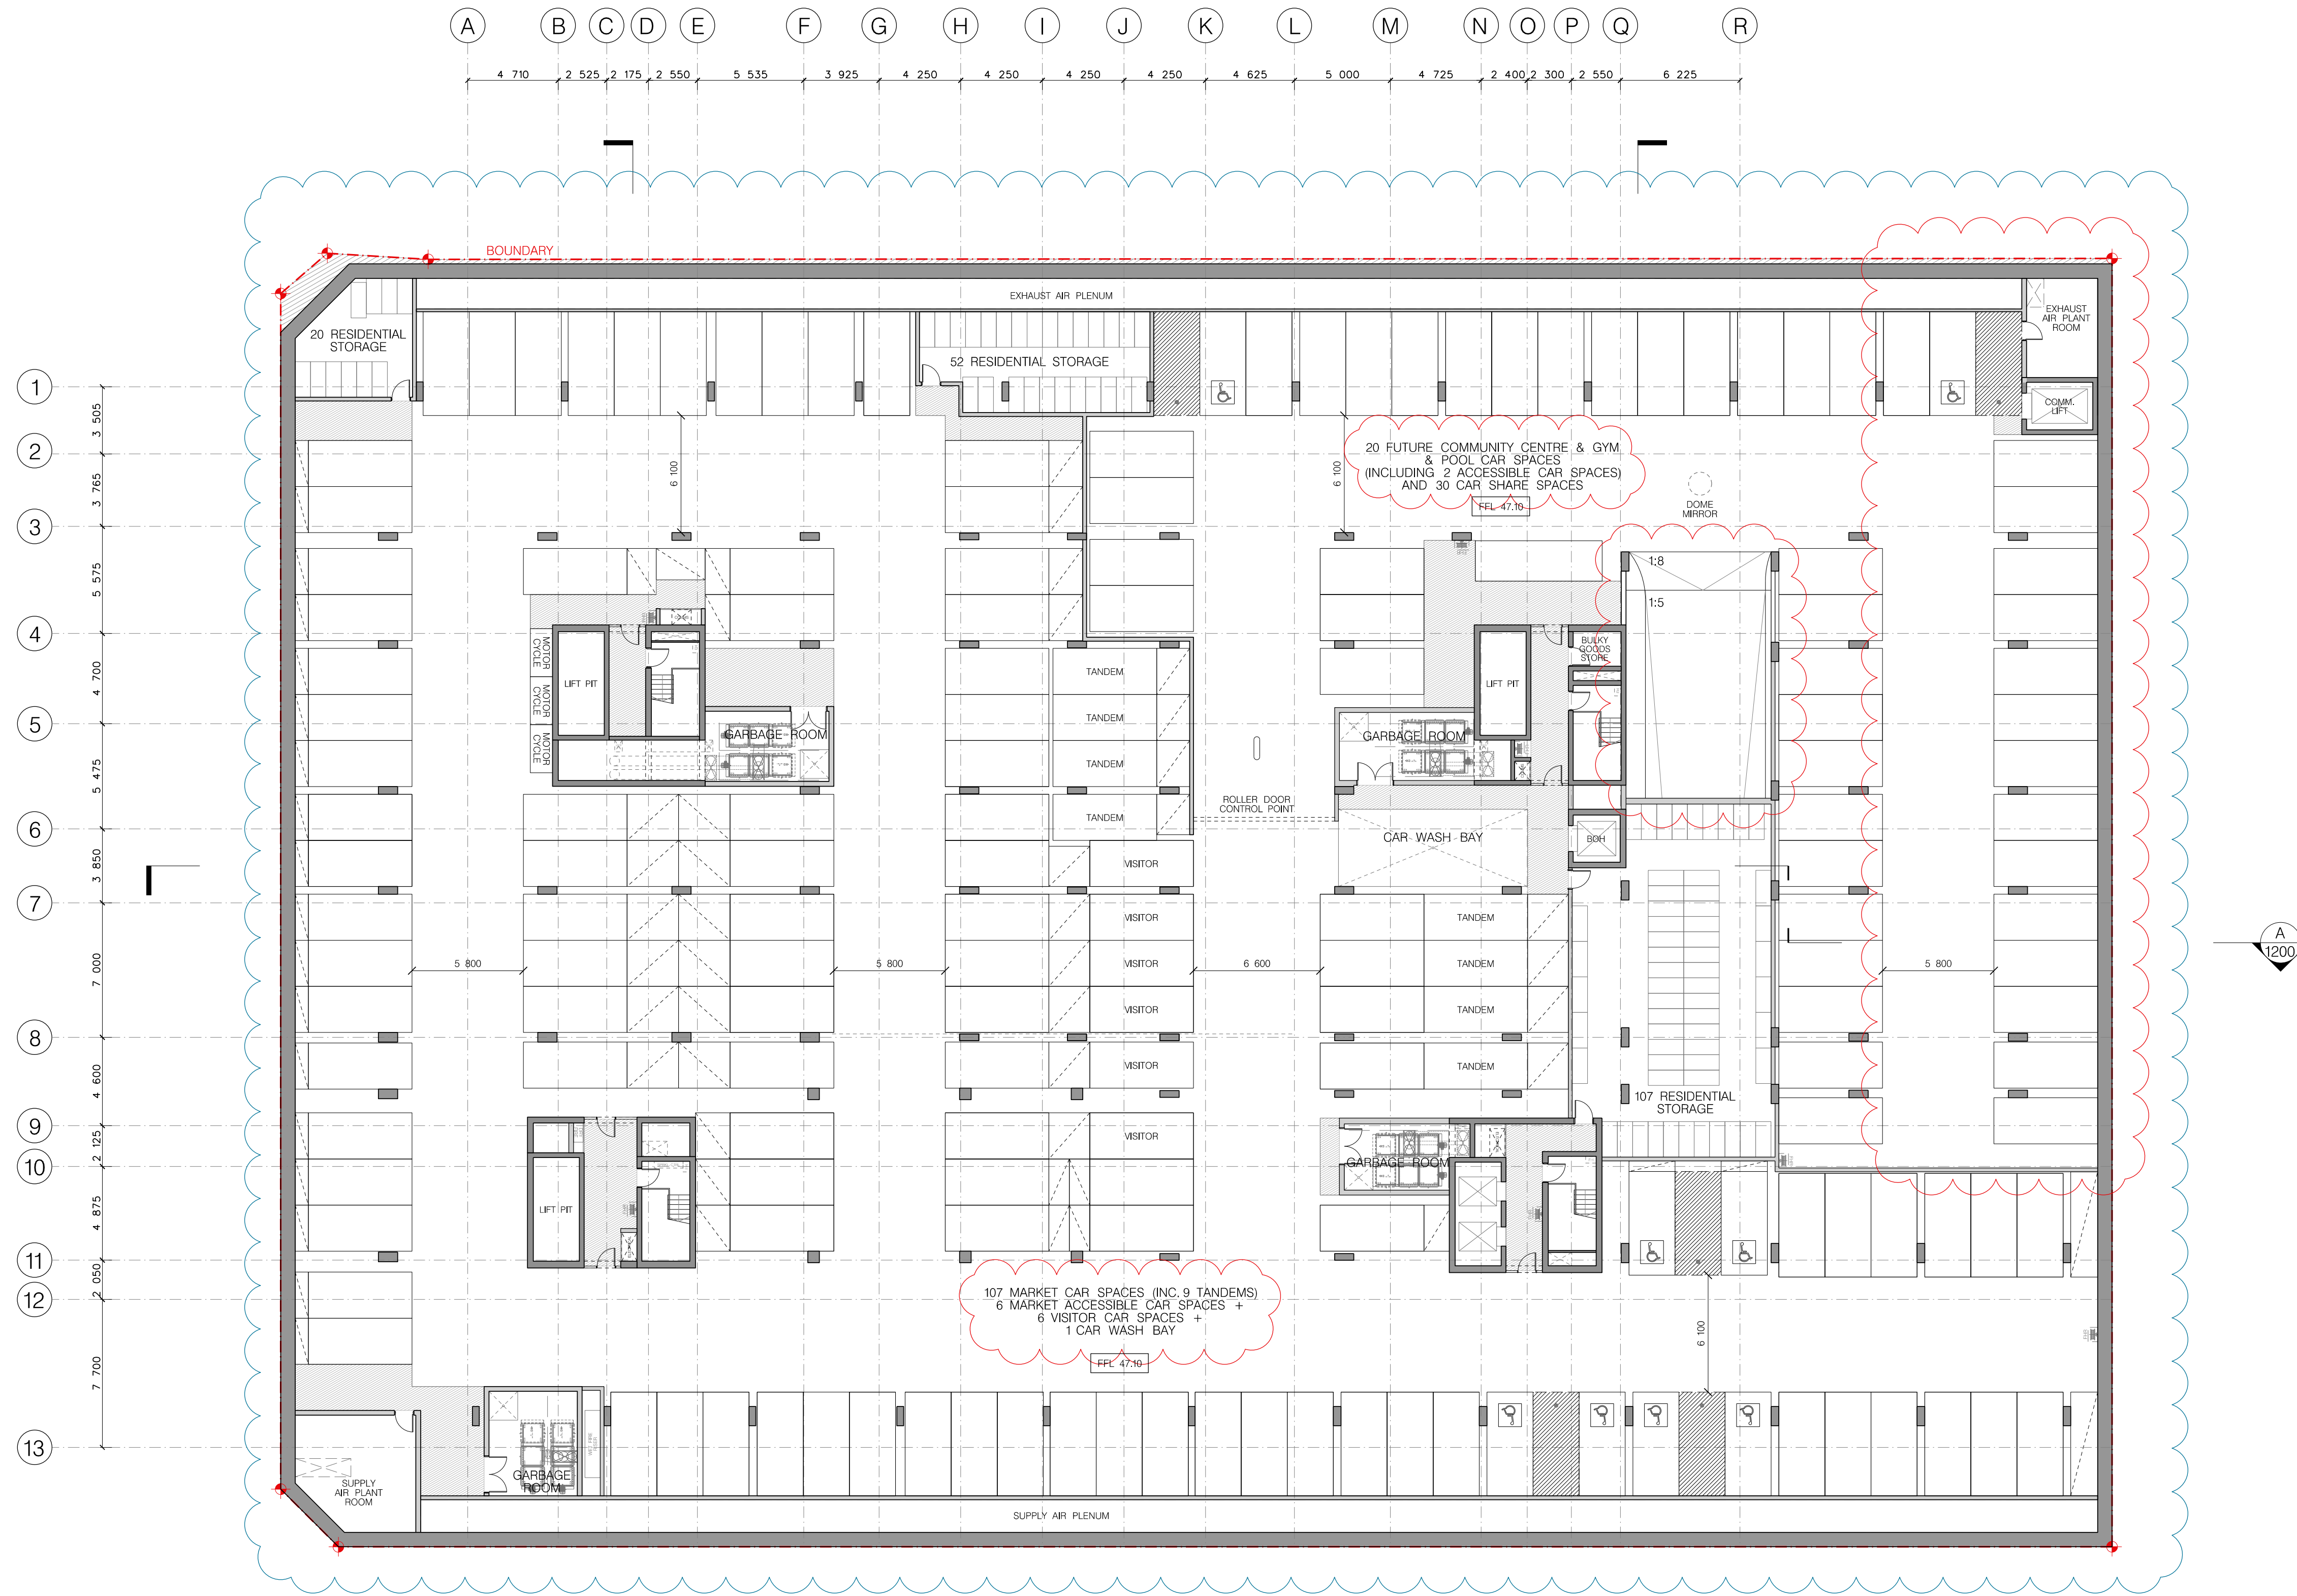 A B C D E F G H I J K L M N O P Q R
4 710 2 525 2 175 2 550 5 535 3 925 4 250 4 250 4 250 4 250 4 625 5 000 4 725 2 400 2 300 2 550 6 225
BOUNDARY
EXHAUST AIR PLENUM
EXHAUST
AIR PLANT
ROOM
20 RESIDENTIAL
STORAGE
52 RESIDENTIAL STORAGE
1
COMM.
LIFT
3 505
2
20 FUTURE COMMUNITY CENTRE & GYM
& POOL CAR SPACES
(INCLUDING 2 ACCESSIBLE CAR SPACES)
AND 30 CAR SHARE SPACES
FFL 47.10
6 100
6 100
3 765
DOME
MIRROR
3
5 575
1:8
1:5
4
MOTOR
CYCLE
MOTOR
CYCLE
MOTOR
CYCLE
LIFT PIT
LIFT PIT
BULKY
GOODS
STORE
4 700
TANDEM
TANDEM
TANDEM
TANDEM
5
GARBAGE ROOM
GARBAGE ROOM
5 475
ROLLER DOOR
CONTROL POINT
6
CAR WASH BAY
BOH
3 850
VISITOR
7
VISITOR
TANDEM
VISITOR
TANDEM
VISITOR
TANDEM
A
1200
7 000
5 800
5 800
6 600
5 800
8
VISITOR
TANDEM
4 600
107 RESIDENTIAL
STORAGE
9
VISITOR
2 125
10
GARBAGE ROOM
4 875
LIFT PIT
11
2 050
12
107 MARKET CAR SPACES (INC. 9 TANDEMS)
6 MARKET ACCESSIBLE CAR SPACES +
6 VISITOR CAR SPACES +
1 CAR WASH BAY
FFL 47.10
6 100
7 700
13
GARBAGE
ROOM
SUPPLY
AIR PLANT
ROOM
SUPPLY AIR PLENUM